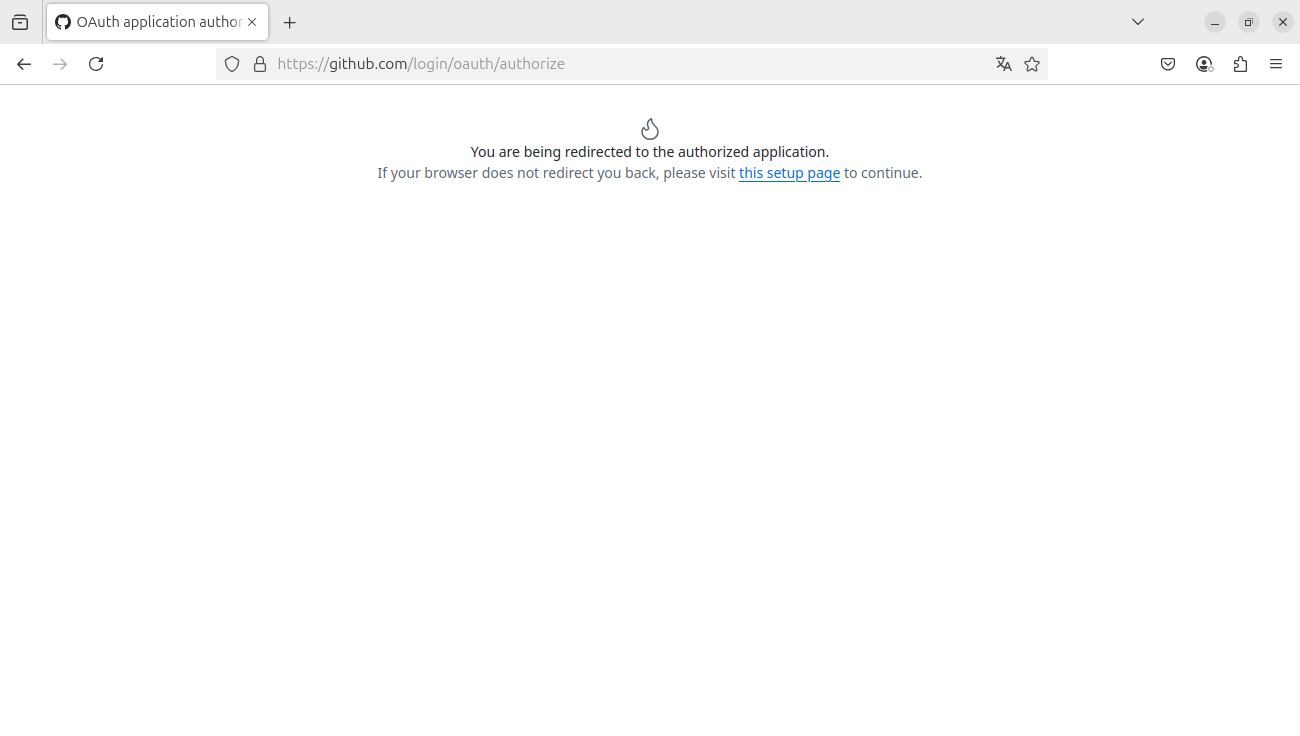 OAuth application author
https://github.com/login/oauth/authorize
You are being redirected to the authorized application.
If your browser does not redirect you back, please visit this setup page to continue.